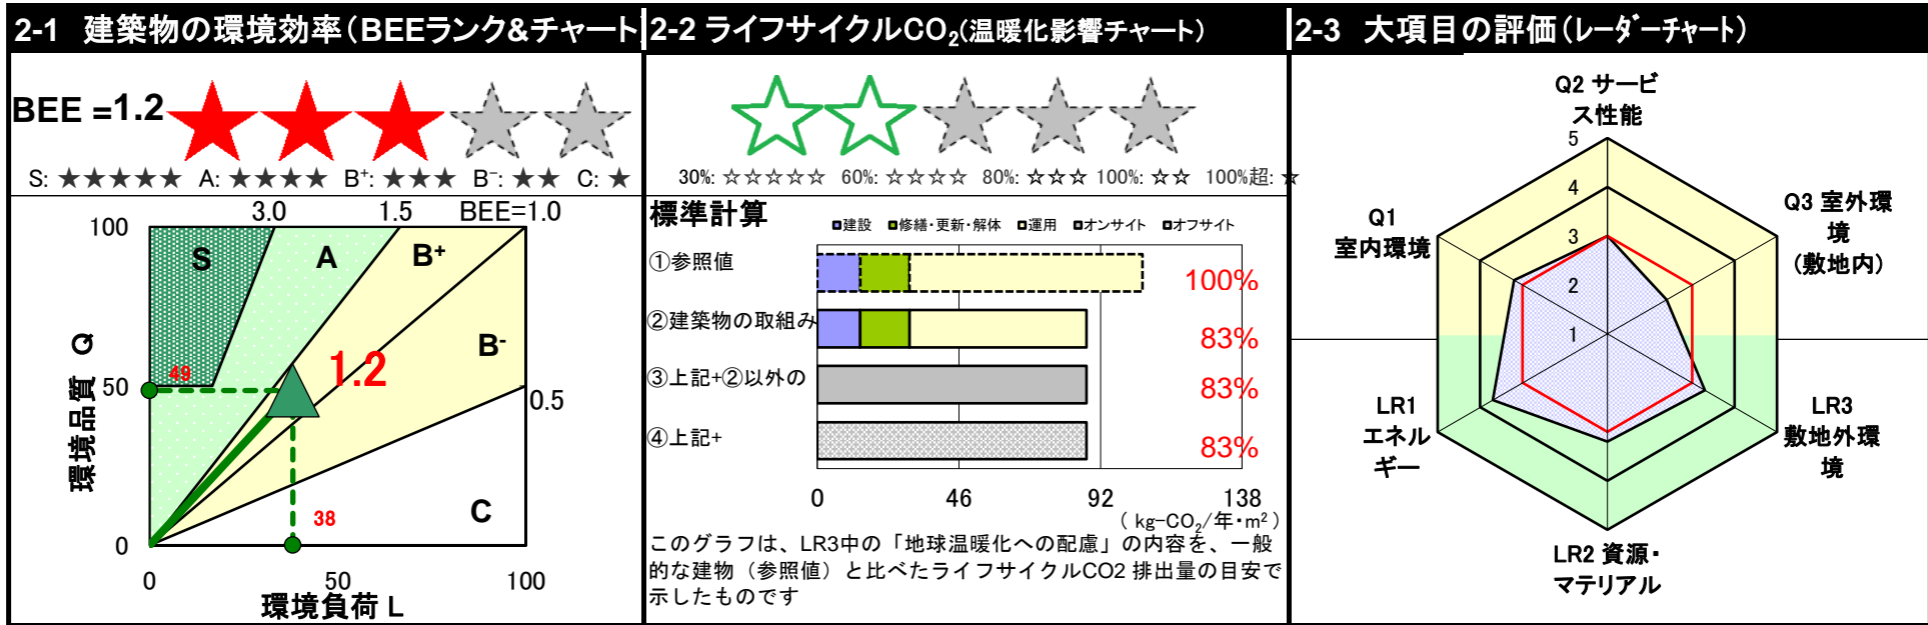 2-1 建築物の環境効率(BEEランク&チャート)
BEE =1.2
S: ★★★★★ A: ★★★★ B⁺: ★★★ B⁻: ★★ C: ★
3.0 1.5 BEE=1.0
100
S A B⁺
B⁻
1.2
49
50
0.5
環境品質 Q
38
C
0
0 50 100
環境負荷 L
2-2 ライフサイクルCO₂(温暖化影響チャート)
30%: ☆☆☆☆☆ 60%: ☆☆☆☆ 80%: ☆☆☆ 100%: ☆☆ 100%超: ☆
標準計算
■建設 ■修繕・更新・解体 □運用 □オンサイト □オフサイト
①参照値 100%
②建築物の取組み 83%
③上記+②以外の 83%
④上記+ 83%
0 46 92 138
( kg-CO₂/年・m² )
このグラフは、LR3中の「地球温暖化への配慮」の内容を、一般
的な建物(参照値)と比べたライフサイクルCO2 排出量の目安で
示したものです
2-3 大項目の評価(レーダーチャート)
Q2 サービ
ス性能
5
4
3
2
1
Q1
室内環境
Q3 室外環
境
(敷地内)
LR1
エネル
ギー
LR3
敷地外環
境
LR2 資源・
マテリアル